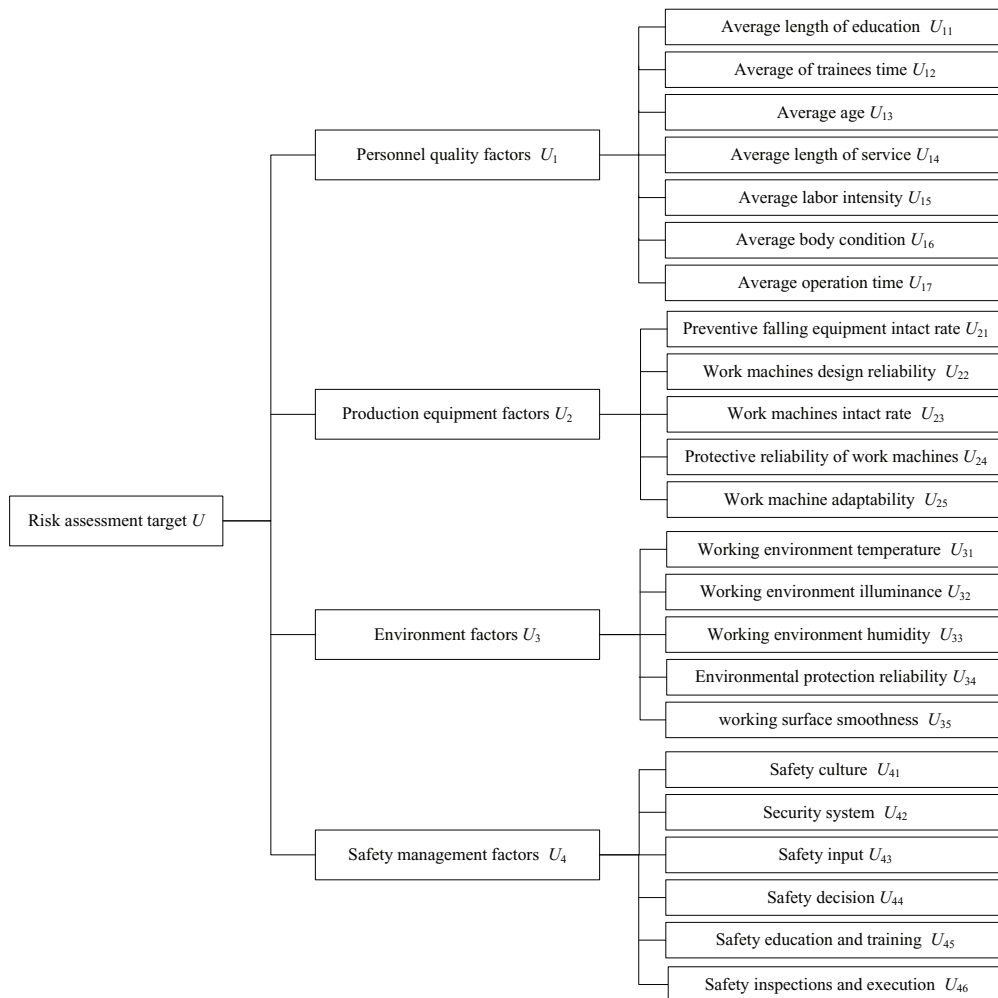 Risk assessment target U
Personnel quality factors U₁
Average length of education U₁₁
Average of trainees time U₁₂
Average age U₁₃
Average length of service U₁₄
Average labor intensity U₁₅
Average body condition U₁₆
Average operation time U₁₇
Production equipment factors U₂
Preventive falling equipment intact rate U₂₁
Work machines design reliability U₂₂
Work machines intact rate U₂₃
Protective reliability of work machines U₂₄
Work machine adaptability U₂₅
Environment factors U₃
Working environment temperature U₃₁
Working environment illuminance U₃₂
Working environment humidity U₃₃
Environmental protection reliability U₃₄
working surface smoothness U₃₅
Safety management factors U₄
Safety culture U₄₁
Security system U₄₂
Safety input U₄₃
Safety decision U₄₄
Safety education and training U₄₅
Safety inspections and execution U₄₆